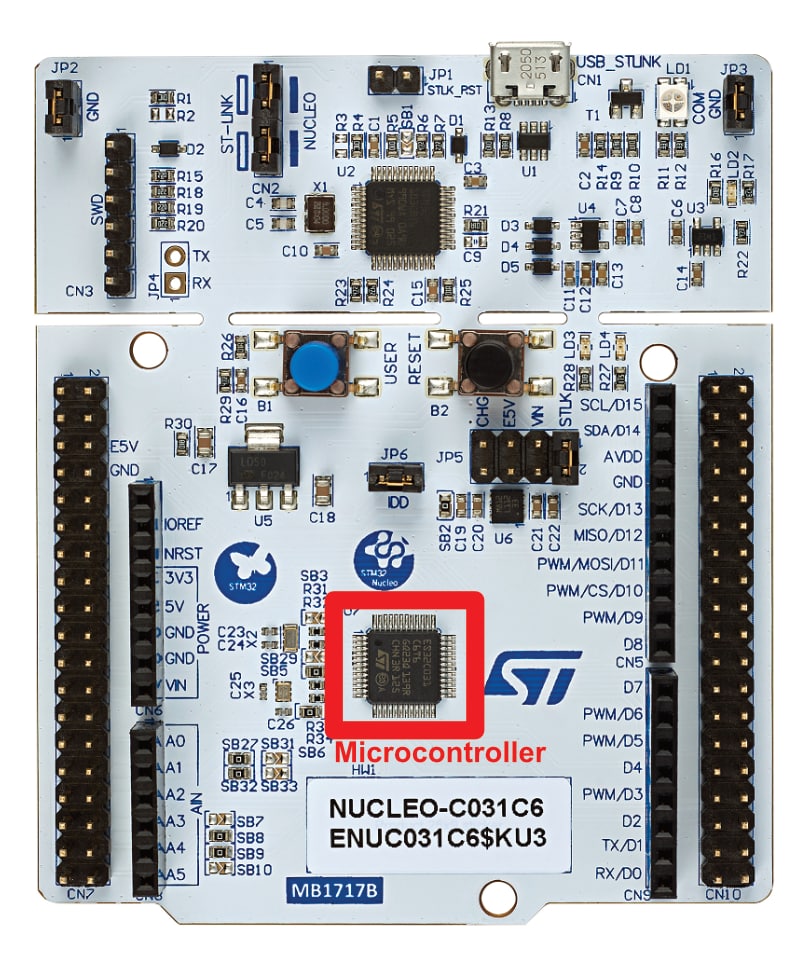 USB_STLINK
JP2
JP1
CN1
LD1
JP3
STLK_RST
GND
R1
R2
ST-LINK
NUCLEO
R3
R4
C1
R5
SB1
R6
R7
D1
R13
R8
T1
COM
GND
D2
U2
U1
C3
C2
R14
R9
R10
R11
R12
R16
LD2
R17
SWD
R15
R18
R19
R20
CN2
X1
C4
C5
R21
D3
U4
C7
C8
C6
U3
TX
C10
C9
D4
D5
R22
CN3
JP4
RX
R23
R24
C15
R25
C11
C12
C13
C14
R26
USER
RESET
R28
LD3
R27
LD4
R29
C16
B1
B2
CHG
E5V
VIN
STLK
SCL/D15
R30
E5V
C17
SDA/D14
GND
JP6
JP5
AVDD
GND
IDD
U5
C18
SB2
C19
C20
U6
C21
C22
SCK/D13
IOREF
NRST
MISO/D12
STM32
STM32
Nucleo
3V3
SB3
R31
PWM/MOSI/D11
5V
PWM/CS/D10
GND
POWER
C23
C24
X2
PWM/D9
GND
SB29
SB5
D8
CN5
VIN
C25
X3
ST
D7
CN6
C26
SB6
PWM/D6
A0
SB27
SB31
Microcontroller
PWM/D5
A1
SB32
SB33
HW1
D4
A2
AIN
NUCLEO-C031C6
PWM/D3
A3
SB7
ENUC031C6$KU3
D2
A4
SB8
TX/D1
SB9
A5
SB10
MB1717B
RX/D0
CN7
CN8
CN9
CN10